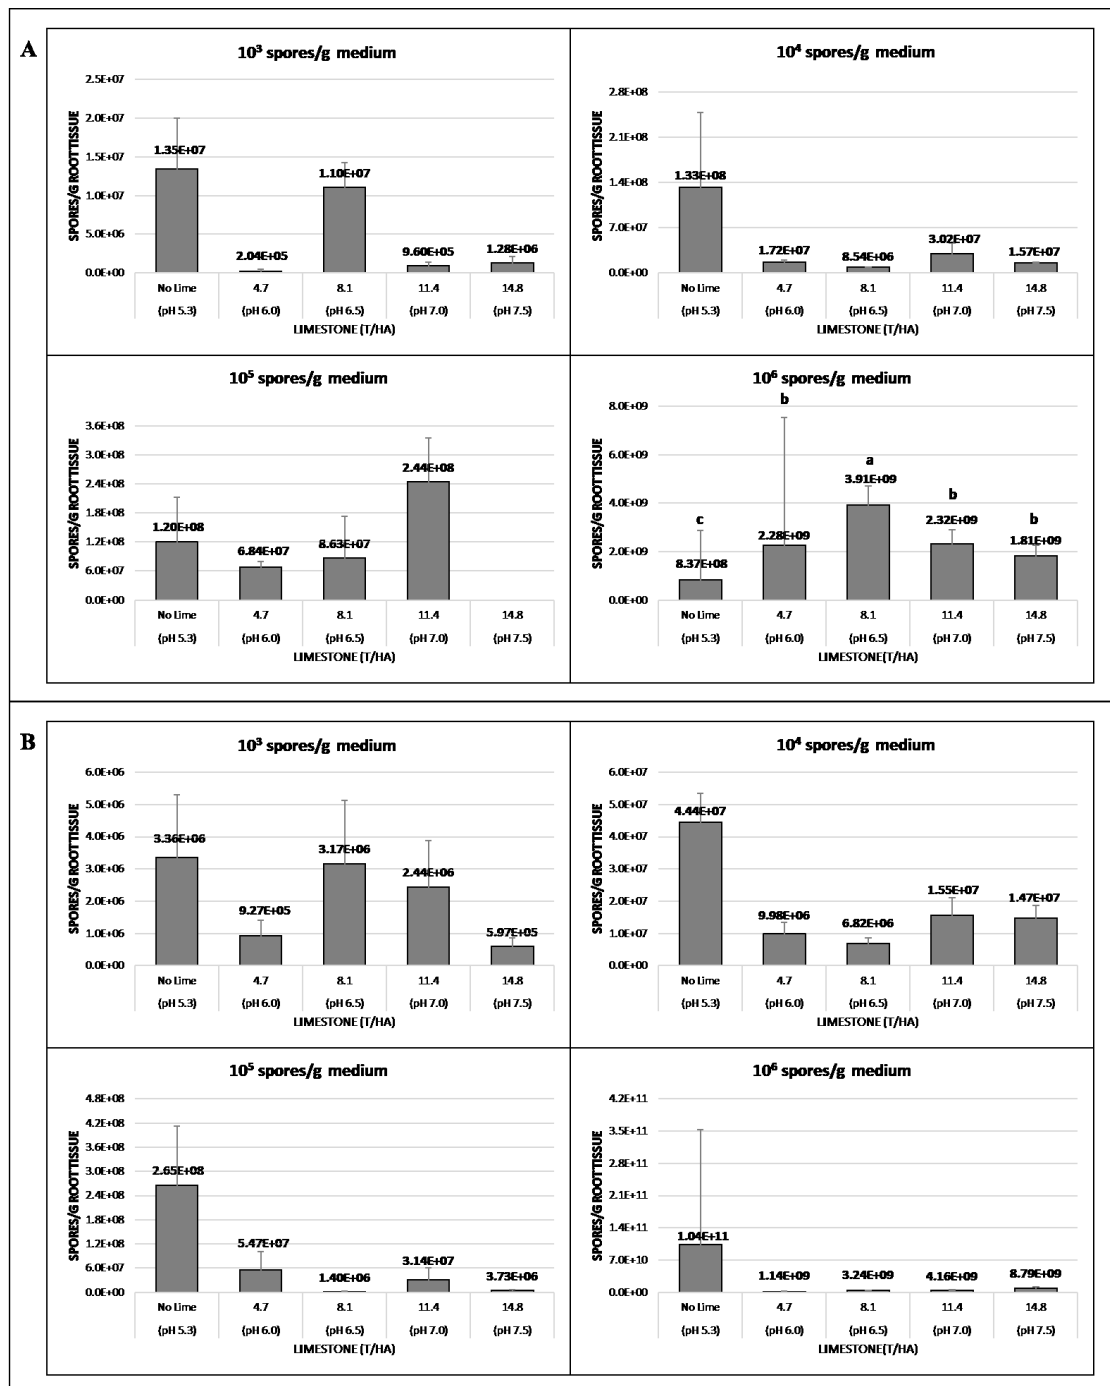 A
10³ spores/g medium
SPORES/G ROOT TISSUE
2.5E+07
2.0E+07
1.5E+07
1.0E+07
5.0E+06
0.0E+00
1.35E+07
2.04E+05
1.10E+07
9.60E+05
1.28E+06
No Lime 4.7 8.1 11.4 14.8
(pH 5.3) (pH 6.0) (pH 6.5) (pH 7.0) (pH 7.5)
LIMESTONE (T/HA)
10⁴ spores/g medium
SPORES/G ROOT TISSUE
2.8E+08
2.1E+08
1.4E+08
7.0E+07
0.0E+00
1.33E+08
1.72E+07
8.54E+06
3.02E+07
1.57E+07
No Lime 4.7 8.1 11.4 14.8
(pH 5.3) (pH 6.0) (pH 6.5) (pH 7.0) (pH 7.5)
LIMESTONE (T/HA)
10⁵ spores/g medium
SPORES/G ROOT TISSUE
3.6E+08
3.0E+08
2.4E+08
1.8E+08
1.2E+08
6.0E+07
0.0E+00
1.20E+08
6.84E+07
8.63E+07
2.44E+08
No Lime 4.7 8.1 11.4 14.8
(pH 5.3) (pH 6.0) (pH 6.5) (pH 7.0) (pH 7.5)
LIMESTONE (T/HA)
10⁶ spores/g medium
SPORES/G ROOT TISSUE
8.0E+09
6.0E+09
4.0E+09
2.0E+09
0.0E+00
c
b
a
b
b
8.37E+08
2.28E+09
3.91E+09
2.32E+09
1.81E+09
No Lime 4.7 8.1 11.4 14.8
(pH 5.3) (pH 6.0) (pH 6.5) (pH 7.0) (pH 7.5)
LIMESTONE(T/HA)
B
10³ spores/g medium
SPORES/G ROOT TISSUE
6.0E+06
5.0E+06
4.0E+06
3.0E+06
2.0E+06
1.0E+06
0.0E+00
3.36E+06
9.27E+05
3.17E+06
2.44E+06
5.97E+05
No Lime 4.7 8.1 11.4 14.8
(pH 5.3) (pH 6.0) (pH 6.5) (pH 7.0) (pH 7.5)
LIMESTONE (T/HA)
10⁴ spores/g medium
SPORES/G ROOT TISSUE
6.0E+07
5.0E+07
4.0E+07
3.0E+07
2.0E+07
1.0E+07
0.0E+00
4.44E+07
9.98E+06
6.82E+06
1.55E+07
1.47E+07
No Lime 4.7 8.1 11.4 14.8
(pH 5.3) (pH 6.0) (pH 6.5) (pH 7.0) (pH 7.5)
LIMESTONE (T/HA)
10⁵ spores/g medium
SPORES/G ROOT TISSUE
4.8E+08
4.2E+08
3.6E+08
3.0E+08
2.4E+08
1.8E+08
1.2E+08
6.0E+07
0.0E+00
2.65E+08
5.47E+07
1.40E+06
3.14E+07
3.73E+06
No Lime 4.7 8.1 11.4 14.8
(pH 5.3) (pH 6.0) (pH 6.5) (pH 7.0) (pH 7.5)
LIMESTONE (T/HA)
10⁶ spores/g medium
SPORES/G ROOT TISSUE
4.2E+11
3.5E+11
2.8E+11
2.1E+11
1.4E+11
7.0E+10
0.0E+00
1.04E+11
1.14E+09
3.24E+09
4.16E+09
8.79E+09
No Lime 4.7 8.1 11.4 14.8
(pH 5.3) (pH 6.0) (pH 6.5) (pH 7.0) (pH 7.5)
LIMESTONE(T/HA)